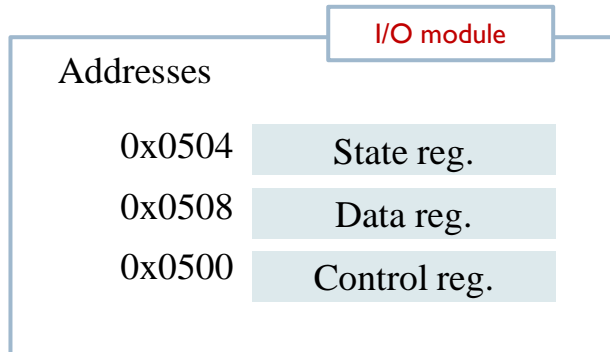 I/O module
Addresses
0x0504 State reg.
0x0508 Data reg.
0x0500 Control reg.